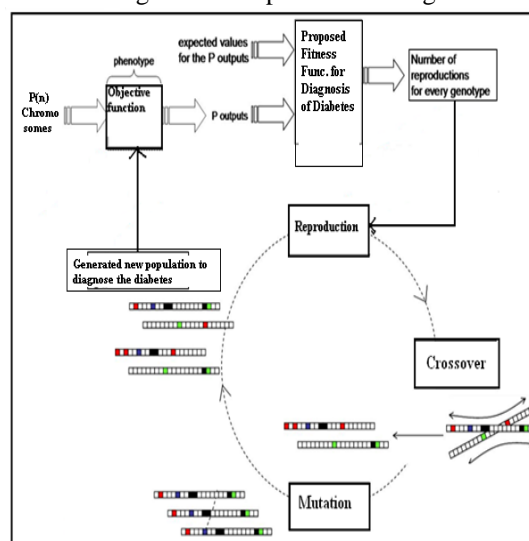 phenotype
P(n)
Chromo
somes
Objective
function
expected values
for the P outputs
P outputs
Proposed
Fitness
Func. for
Diagnosis
of Diabetes
Number of
reproductions
for every genotype
Reproduction
Generated new population to
diagnose the diabetes
Crossover
Mutation